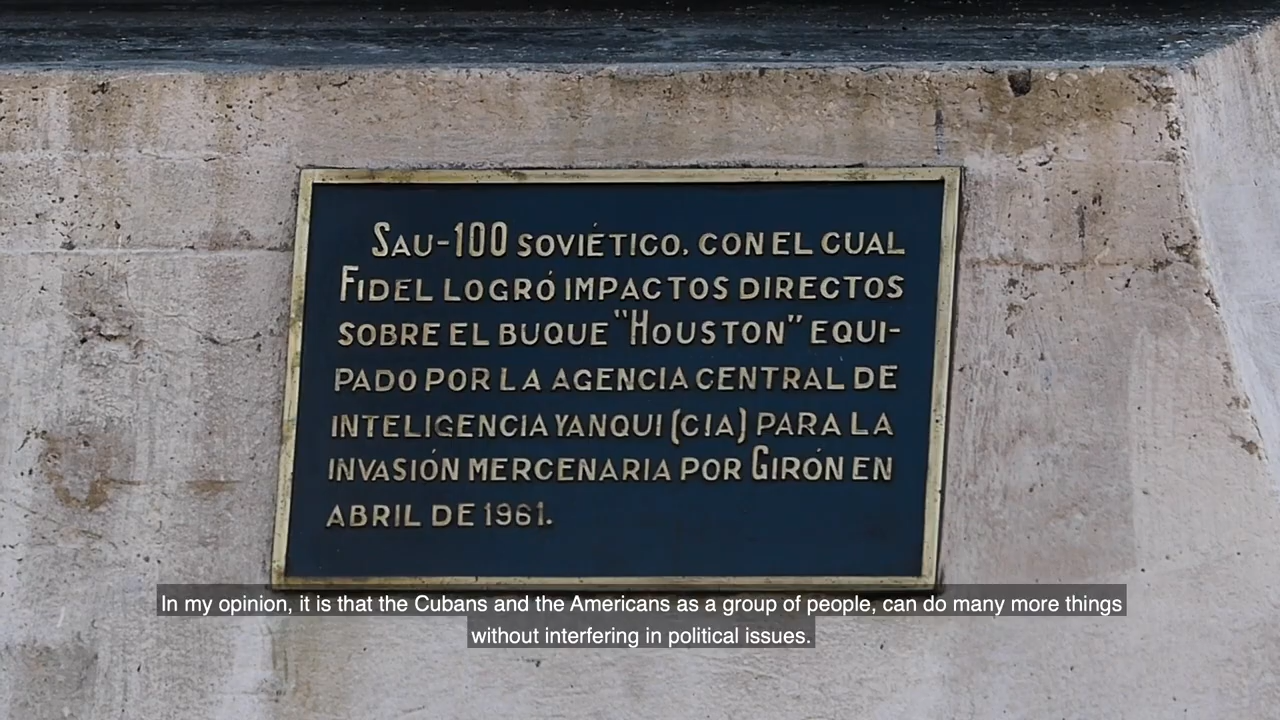 SAU-100 SOVIÉTICO, CON EL CUAL
FIDEL LOGRÓ IMPACTOS DIRECTOS
SOBRE EL BUQUE "HOUSTON" EQUI-
PADO POR LA AGENCIA CENTRAL DE
INTELIGENCIA YANQUI (CIA) PARA LA
INVASIÓN MERCENARIA POR GIRÓN EN
ABRIL DE 1961.
In my opinion, it is that the Cubans and the Americans as a group of people, can do many more things
without interfering in political issues.